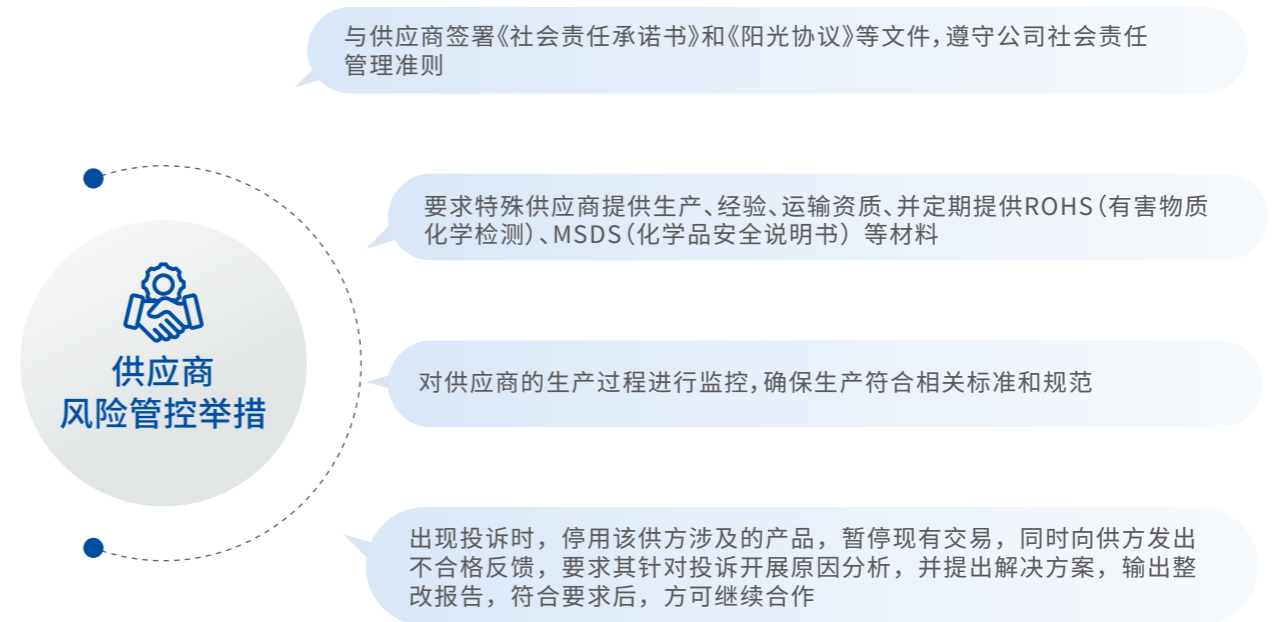 与供应商签署《社会责任承诺书》和《阳光协议》等文件，遵守公司社会责任
管理准则
要求特殊供应商提供生产、经验、运输资质、并定期提供ROHS（有害物质
化学检测）、MSDS（化学品安全说明书）等材料
供应商
风险管控举措
对供应商的生产过程进行监控，确保生产符合相关标准和规范
出现投诉时，停用该供方涉及的产品，暂停现有交易，同时向供方发出
不合格反馈，要求其针对投诉开展原因分析，并提出解决方案，输出整
改报告，符合要求后，方可继续合作